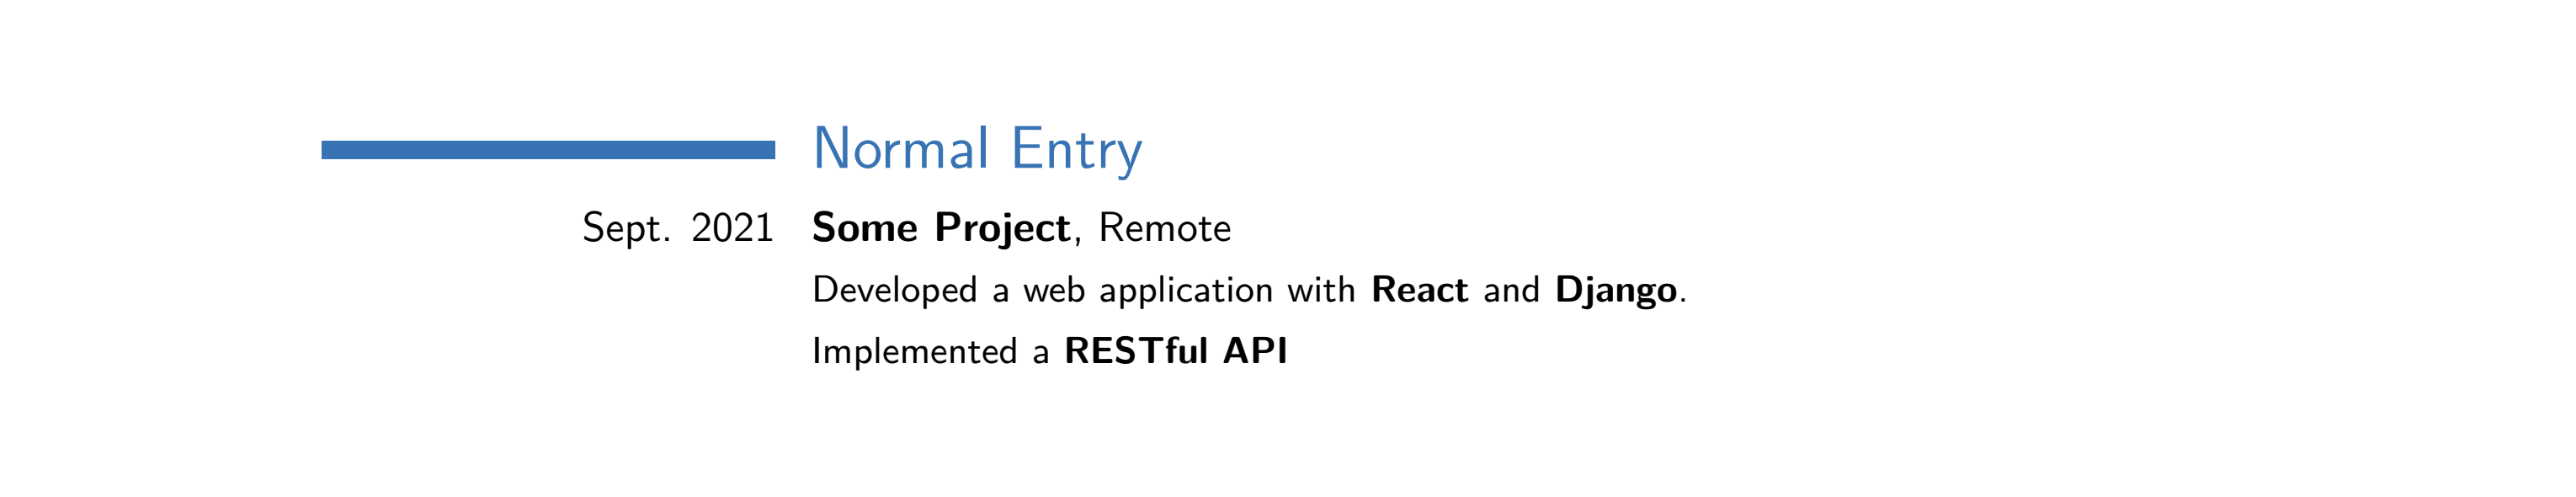 Normal Entry
Sept. 2021 Some Project, Remote
Developed a web application with React and Django.
Implemented a RESTful API